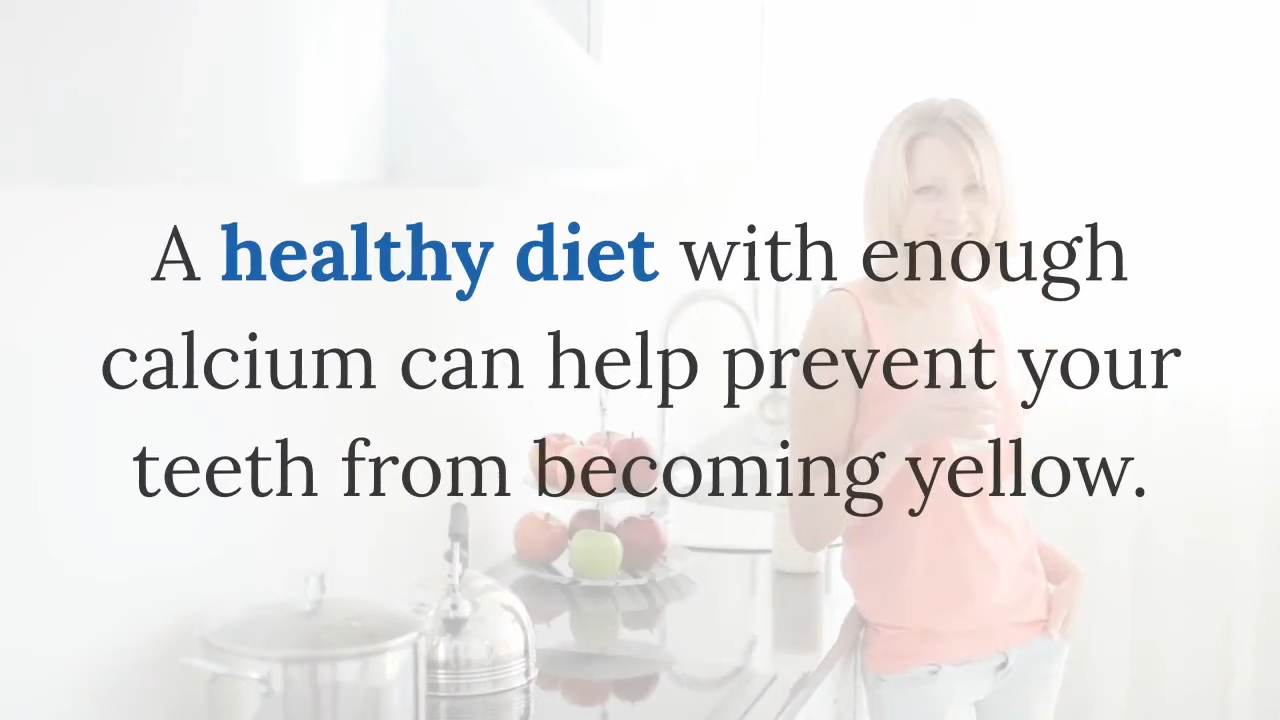 A healthy diet with enough
calcium can help prevent your
teeth from becoming yellow.